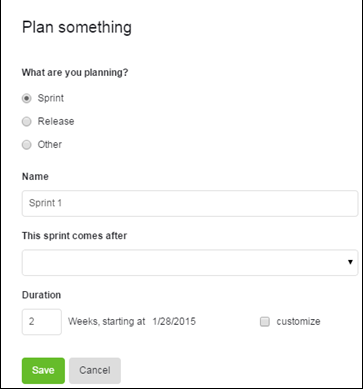 Plan something
What are you planning?
Sprint
Release
Other
Name
Sprint 1
This sprint comes after
Duration
2 Weeks, starting at 1/28/2015 customize
Save Cancel